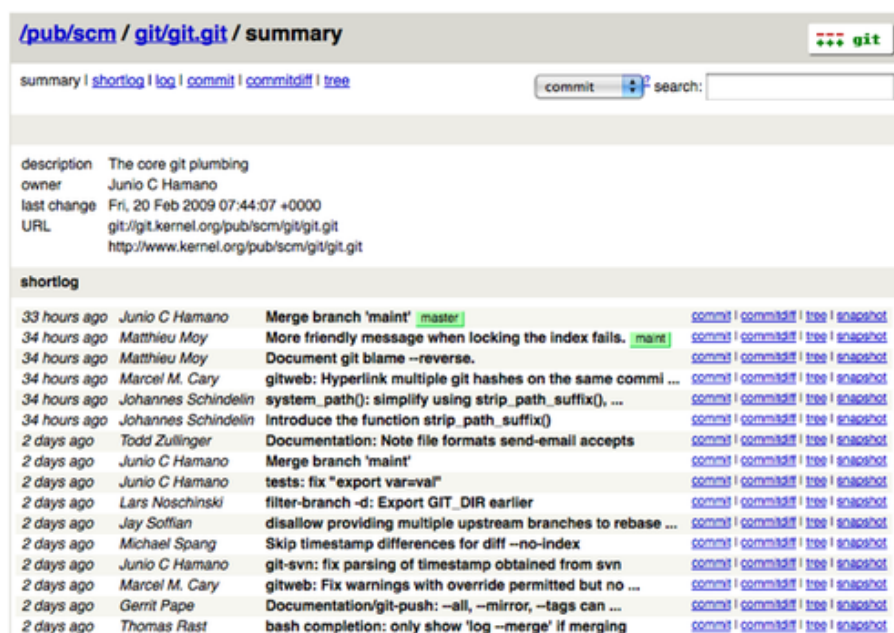 /pub/scm / git/git.git / summary
git
summary | shortlog | log | commit | commitdiff | tree
commit ? search:
description The core git plumbing
owner Junio C Hamano
last change Fri, 20 Feb 2009 07:44:07 +0000
URL git://git.kernel.org/pub/scm/git/git.git
http://www.kernel.org/pub/scm/git/git.git
shortlog
33 hours ago Junio C Hamano Merge branch 'maint' master commit | commitdiff | tree | snapshot
34 hours ago Matthieu Moy More friendly message when locking the index fails. maint commit | commitdiff | tree | snapshot
34 hours ago Matthieu Moy Document git blame --reverse. commit | commitdiff | tree | snapshot
34 hours ago Marcel M. Cary gitweb: Hyperlink multiple git hashes on the same commi ... commit | commitdiff | tree | snapshot
34 hours ago Johannes Schindelin system_path(): simplify using strip_path_suffix(), ... commit | commitdiff | tree | snapshot
34 hours ago Johannes Schindelin Introduce the function strip_path_suffix() commit | commitdiff | tree | snapshot
2 days ago Todd Zullinger Documentation: Note file formats send-email accepts commit | commitdiff | tree | snapshot
2 days ago Junio C Hamano Merge branch 'maint' commit | commitdiff | tree | snapshot
2 days ago Junio C Hamano tests: fix "export var=val" commit | commitdiff | tree | snapshot
2 days ago Lars Noschinski filter-branch -d: Export GIT_DIR earlier commit | commitdiff | tree | snapshot
2 days ago Jay Soffian disallow providing multiple upstream branches to rebase ... commit | commitdiff | tree | snapshot
2 days ago Michael Spang Skip timestamp differences for diff --no-index commit | commitdiff | tree | snapshot
2 days ago Junio C Hamano git-svn: fix parsing of timestamp obtained from svn commit | commitdiff | tree | snapshot
2 days ago Marcel M. Cary gitweb: Fix warnings with override permitted but no ... commit | commitdiff | tree | snapshot
2 days ago Gerrit Pape Documentation/git-push: --all, --mirror, --tags can ... commit | commitdiff | tree | snapshot
2 days ago Thomas Rast bash completion: only show 'log --merge' if merging commit | commitdiff | tree | snapshot